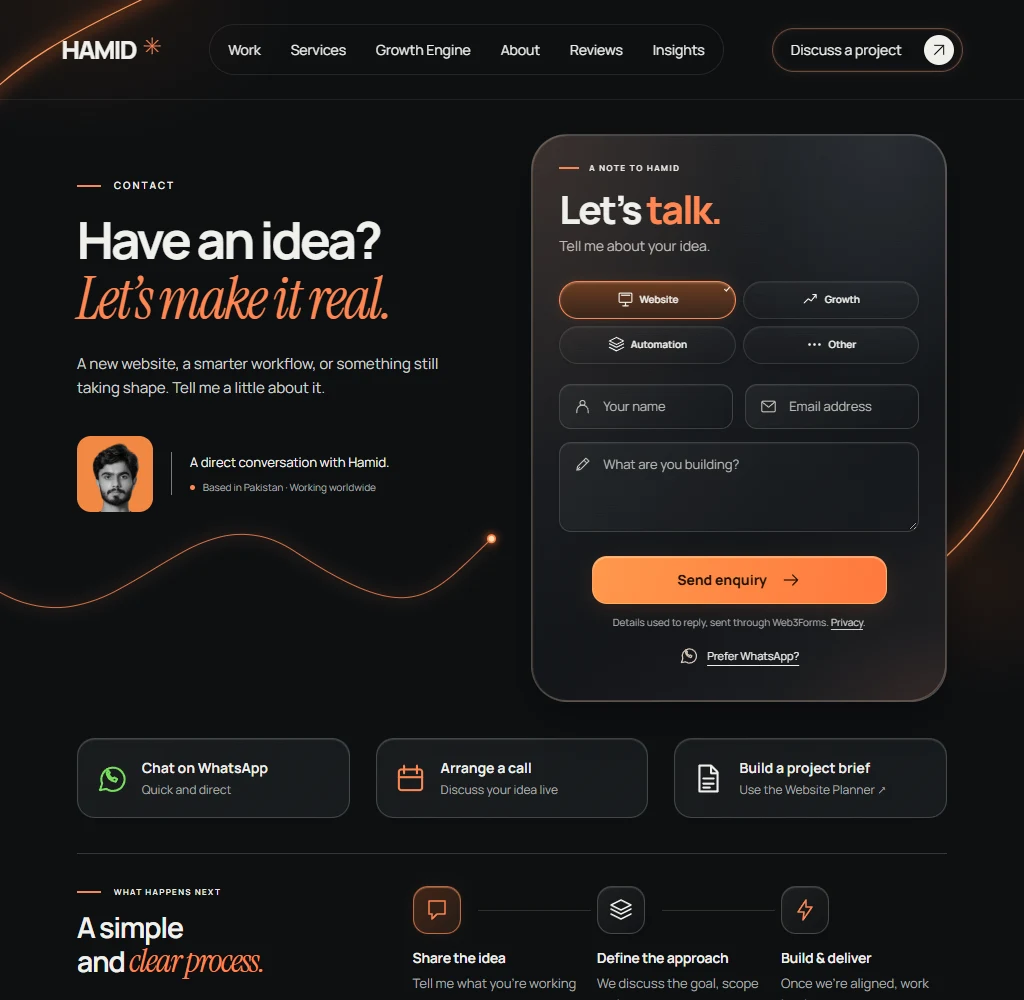 HAMID
Work Services Growth Engine About Reviews Insights
Discuss a project
CONTACT
Have an idea?
Let's make it real.
A new website, a smarter workflow, or something still
taking shape. Tell me a little about it.
A direct conversation with Hamid.
Based in Pakistan · Working worldwide
A NOTE TO HAMID
Let's talk.
Tell me about your idea.
Website
Growth
Automation
Other
Your name
Email address
What are you building?
Send enquiry →
Details used to reply, sent through Web3Forms. Privacy.
Prefer WhatsApp?
Chat on WhatsApp
Quick and direct
Arrange a call
Discuss your idea live
Build a project brief
Use the Website Planner ↗
WHAT HAPPENS NEXT
A simple
and clear process.
Share the idea
Tell me what you're working
Define the approach
We discuss the goal, scope
Build & deliver
Once we're aligned, work